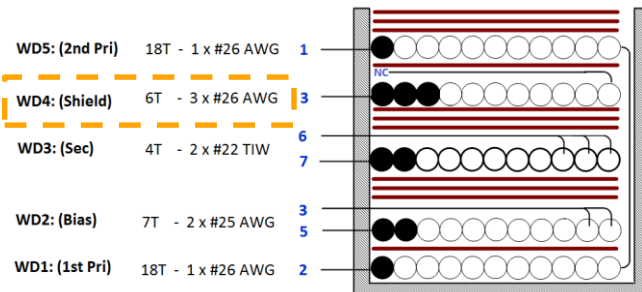 WD5: (2nd Pri) 18T - 1 x #26 AWG 1
NC
WD4: (Shield) 6T - 3 x #26 AWG 3
6
WD3: (Sec) 4T - 2 x #22 TIW 7
3
WD2: (Bias) 7T - 2 x #25 AWG 5
WD1: (1st Pri) 18T - 1 x #26 AWG 2